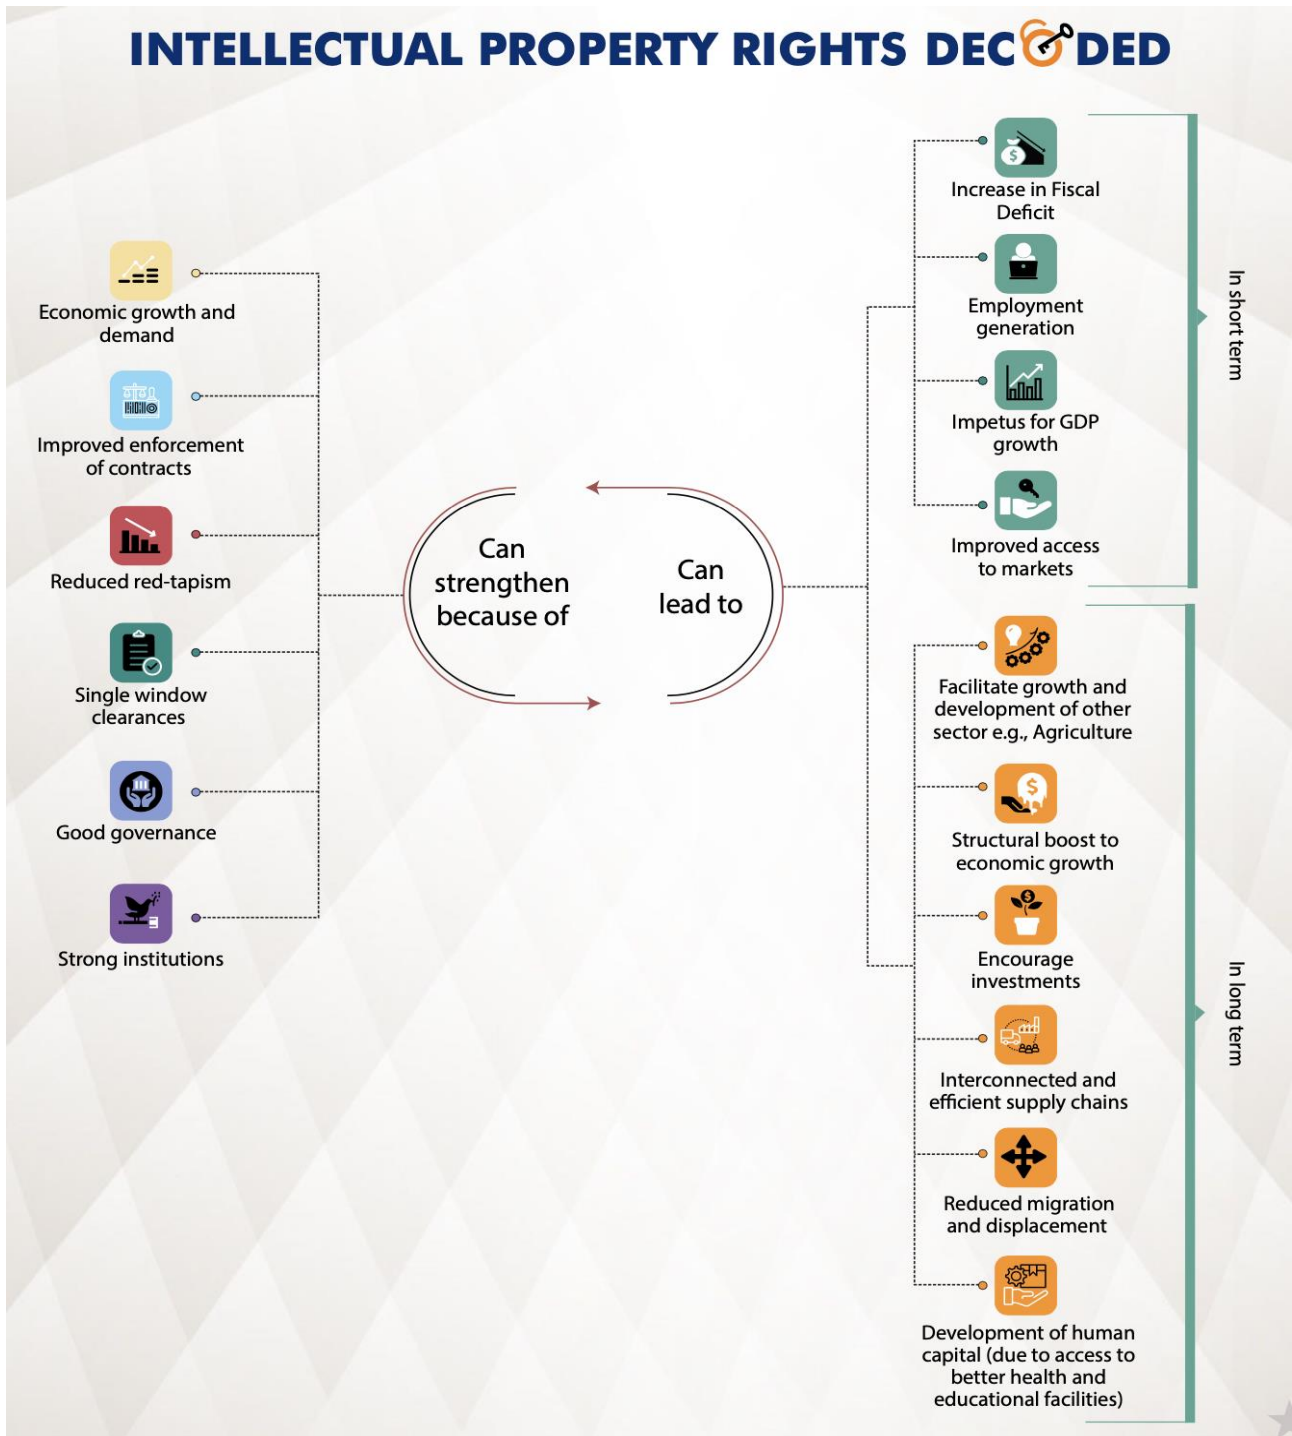 INTELLECTUAL PROPERTY RIGHTS DECODED
Economic growth and
demand
Improved enforcement
of contracts
Reduced red-tapism
Single window
clearances
Good governance
Strong institutions
Can
strengthen
because of
Can
lead to
Increase in Fiscal
Deficit
Employment
generation
Impetus for GDP
growth
Improved access
to markets
In short term
Facilitate growth and
development of other
sector e.g., Agriculture
Structural boost to
economic growth
Encourage
investments
Interconnected and
efficient supply chains
Reduced migration
and displacement
Development of human
capital (due to access to
better health and
educational facilities)
In long term